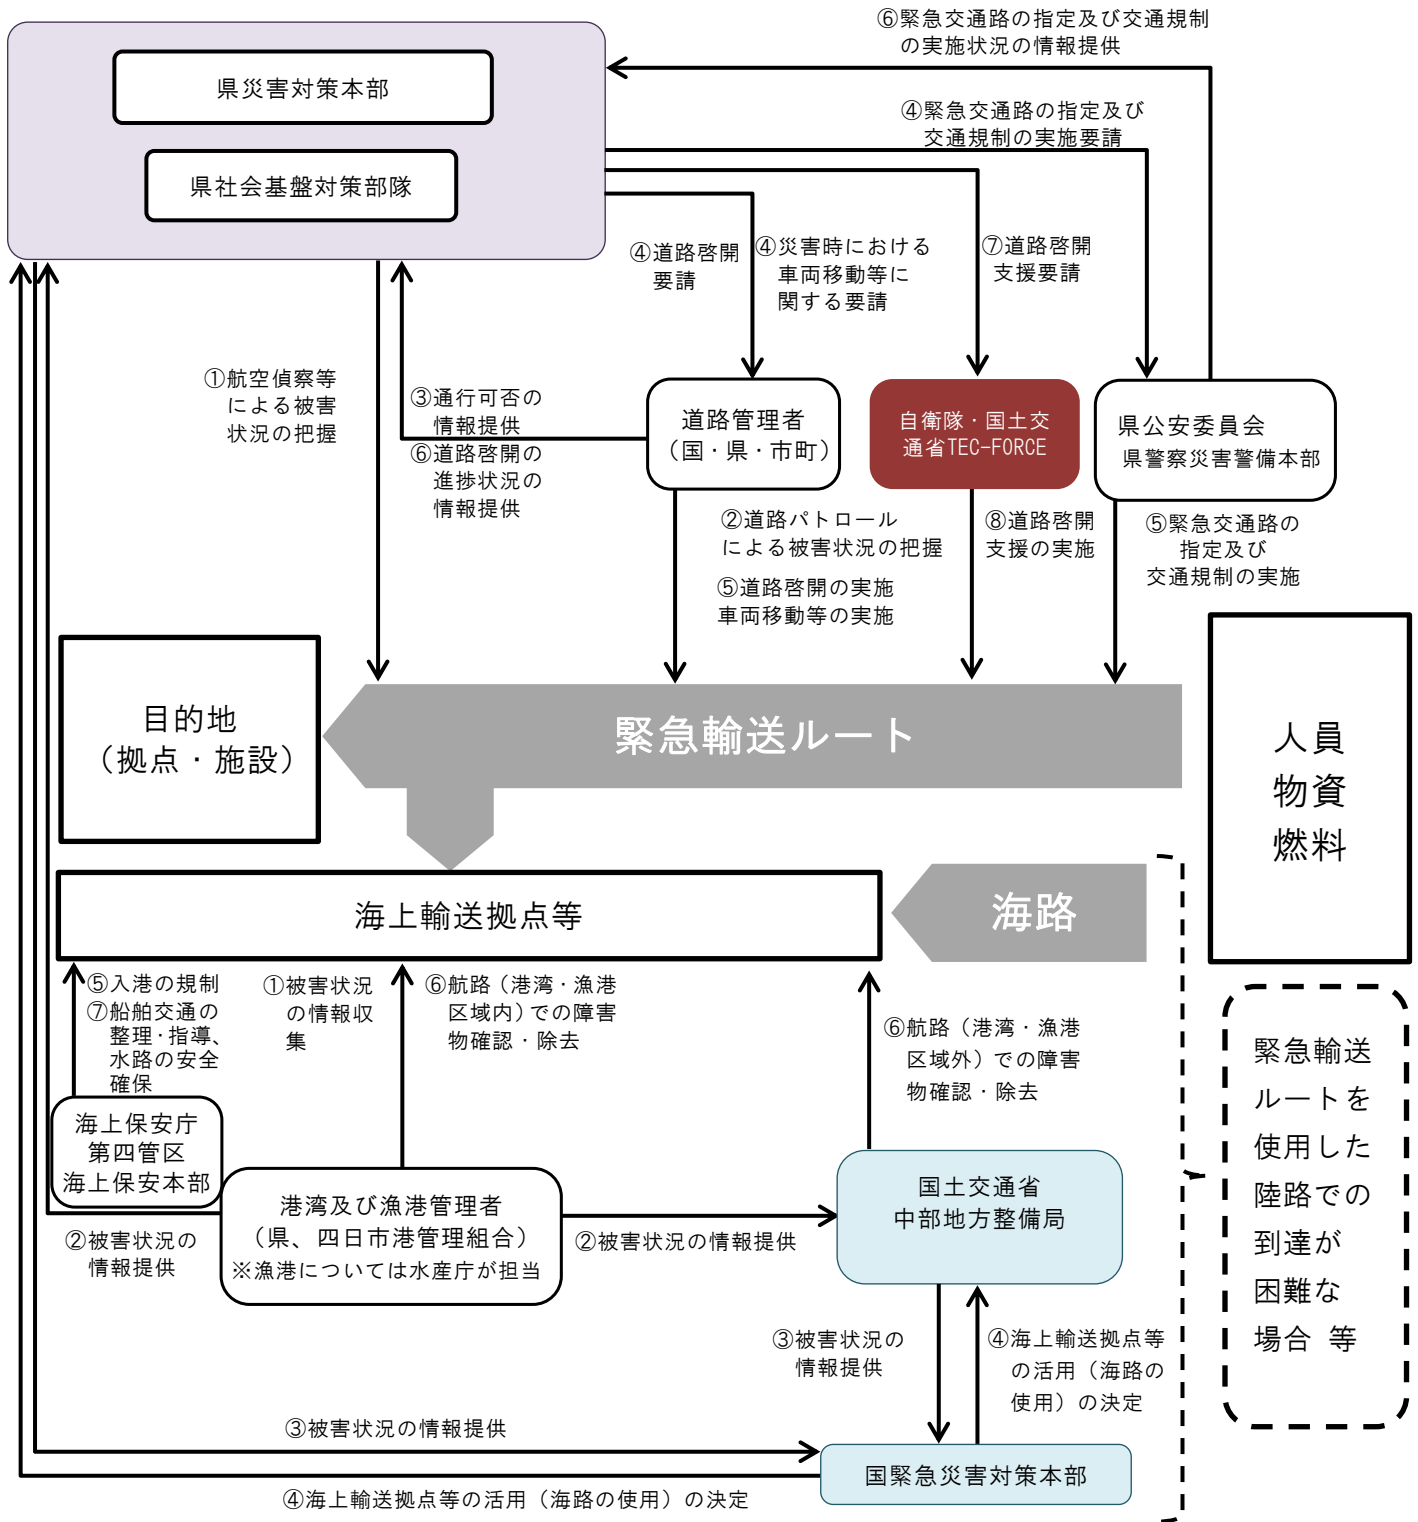 ⑥緊急交通路の指定及び交通規制
の実施状況の情報提供
県災害対策本部
④緊急交通路の指定及び
交通規制の実施要請
県社会基盤対策部隊
④道路啓開
要請
④災害時における
車両移動等に
関する要請
⑦道路啓開
支援要請
①航空偵察等
による被害
状況の把握
③通行可否の
情報提供
⑥道路啓開の
進捗状況の
情報提供
道路管理者
（国・県・市町）
自衛隊・国土交
通省TEC-FORCE
県公安委員会
県警察災害警備本部
②道路パトロール
による被害状況の把握
⑤道路啓開の実施
車両移動等の実施
⑧道路啓開
支援の実施
⑤緊急交通路の
指定及び
交通規制の実施
目的地
（拠点・施設）
緊急輸送ルート
人員
物資
燃料
海上輸送拠点等
海路
⑤入港の規制
⑦船舶交通の
整理・指導、
水路の安全
確保
①被害状況
の情報収
集
⑥航路（港湾・漁港
区域内）での障害
物確認・除去
⑥航路（港湾・漁港
区域外）での障害
物確認・除去
緊急輸送
ルートを
使用した
陸路での
到達が
困難な
場合 等
海上保安庁
第四管区
海上保安本部
港湾及び漁港管理者
（県、四日市港管理組合）
※漁港については水産庁が担当
国土交通省
中部地方整備局
②被害状況の
情報提供
②被害状況の情報提供
③被害状況の
情報提供
④海上輸送拠点等
の活用（海路の
使用）の決定
③被害状況の情報提供
国緊急災害対策本部
④海上輸送拠点等の活用（海路の使用）の決定